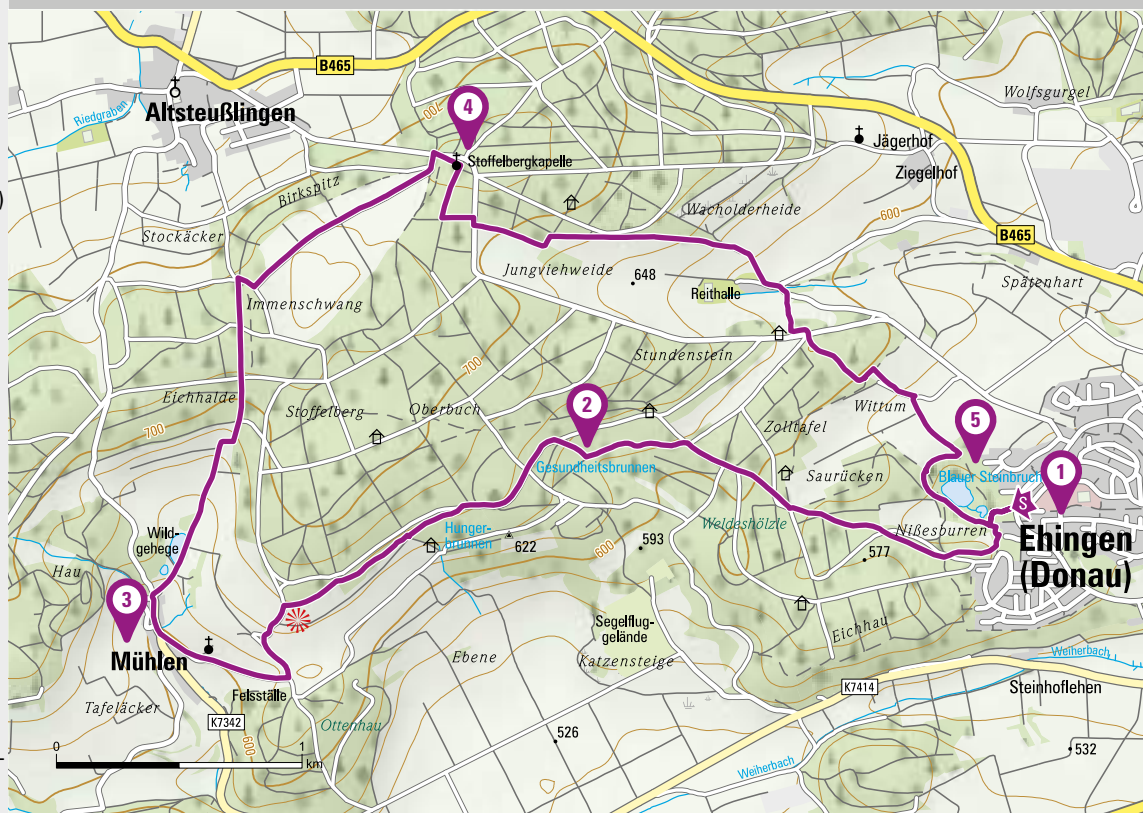 B465
Wolfsgurgel
Riedgraben
Altsteußlingen
4
700
Jägerhof
Stoffelbergkapelle
Ziegelhof
)
Birkspitz
Wacholderheide
600
B465
Stockäcker
Jungviehweide
648
Spätenhart
Reithalle
Immenschwang
Stundenstein
700
Eichhalde
Stoffelberg
Oberbuch
2
Wittum
700
Zolltafel
5
Gesundheitsbrunnen
Saurücken
Blauer Steinbruch
1
S
Wild-
gehege
Hunger-
brunnen
622
600
593
Weldeshölzle
Nißesburren
577
Ehingen
(Donau)
Hau
3
Mühlen
Segelflug-
gelände
Eichhau
Ebene
Katzensteige
Weiherbach
Felsställe
K7414
Steinhoflehen
Tafeläcker
K7342
600
Ottenhau
526
532
0
1
km
Weiherbach